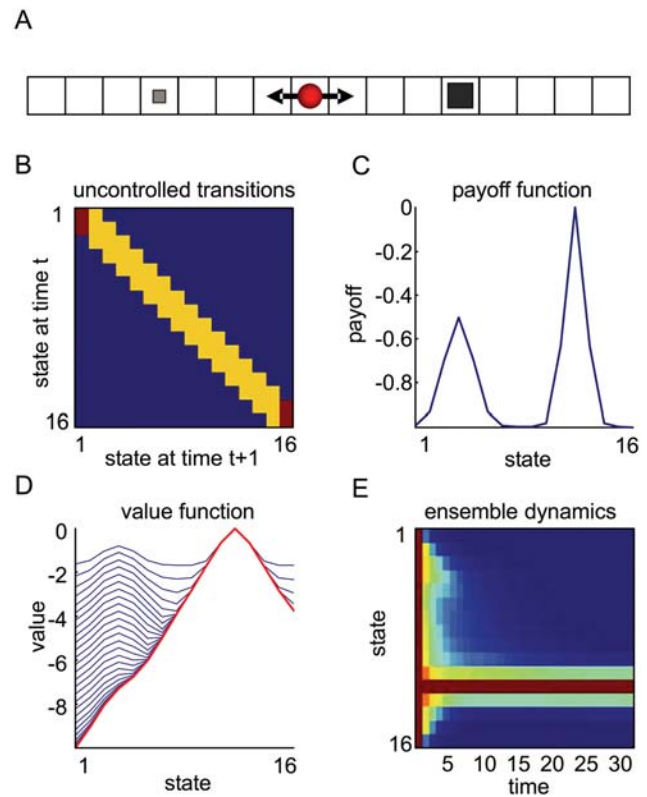 A
B
uncontrolled transitions
1
state at time t
16
1
16
state at time t+1
C
payoff function
0
-0.2
-0.4
-0.6
-0.8
payoff
1
16
state
D
value function
0
-2
-4
-6
-8
value
1
16
state
E
ensemble dynamics
1
state
16
5 10 15 20 25 30
time